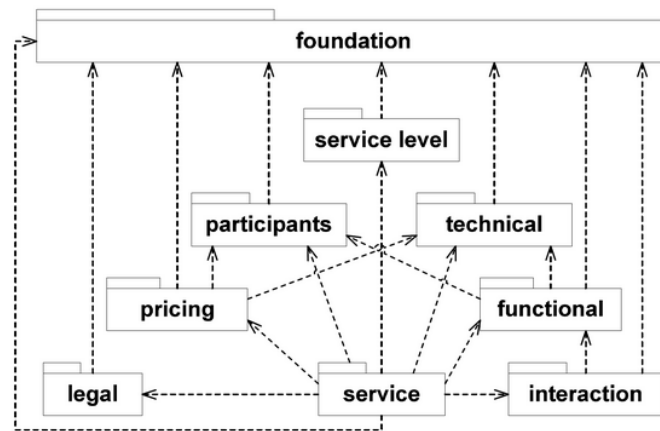 foundation
service level
participants
technical
pricing
functional
legal
service
interaction